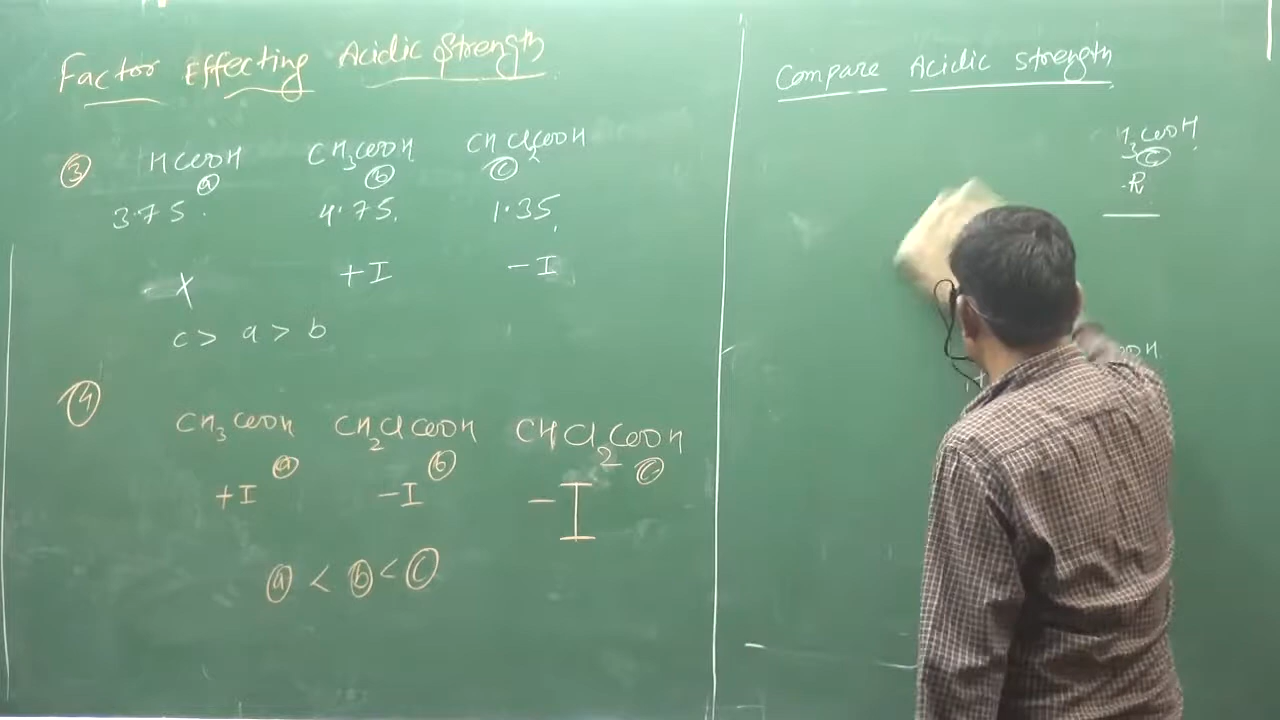 Factor Effecting Acidic Strength
③ HCOOH CH₃COOH CHCl₂COOH
ⓐ ⓑ ⓒ
3.75. 4.75. 1.35.
X +I -I
c > a > b
④ CH₃COOH CH₂ClCOOH CHCl₂COOH
ⓐ ⓑ ⓒ
+I -I -I
ⓐ < ⓑ < ⓒ
Compare Acidic Strength
ⓒ